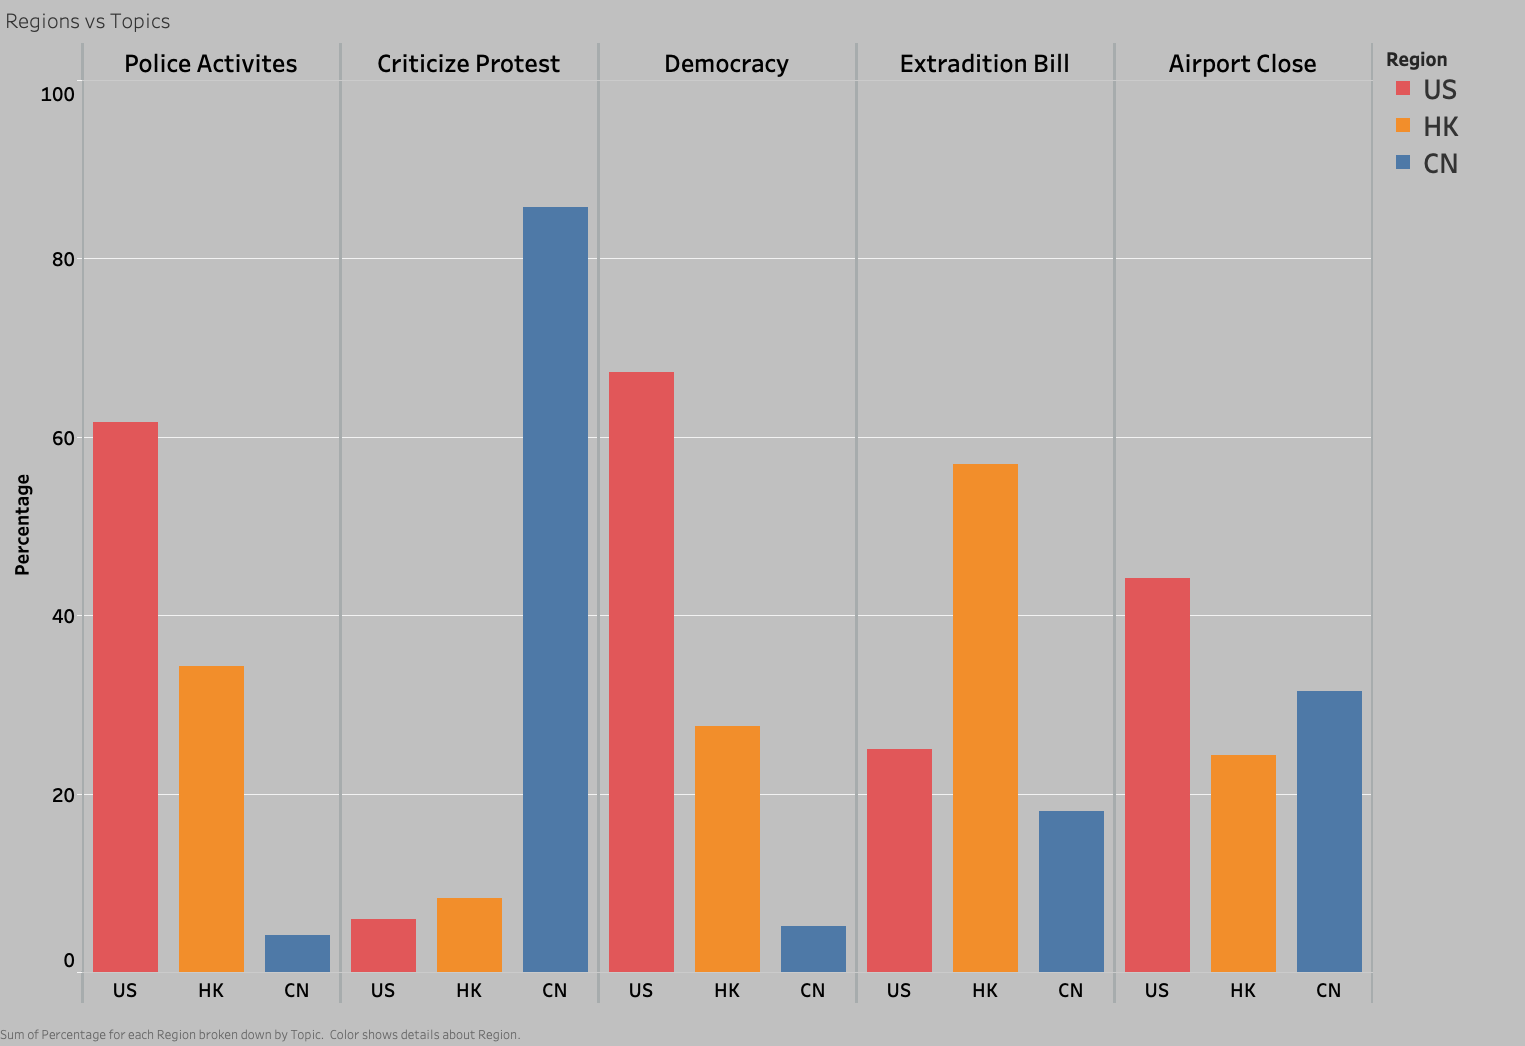 Regions vs Topics
Police Activites Criticize Protest Democracy Extradition Bill Airport Close
Region
US
HK
CN
100
80
60
40
20
0
Percentage
US HK CN US HK CN US HK CN US HK CN US HK CN
Sum of Percentage for each Region broken down by Topic.  Color shows details about Region.